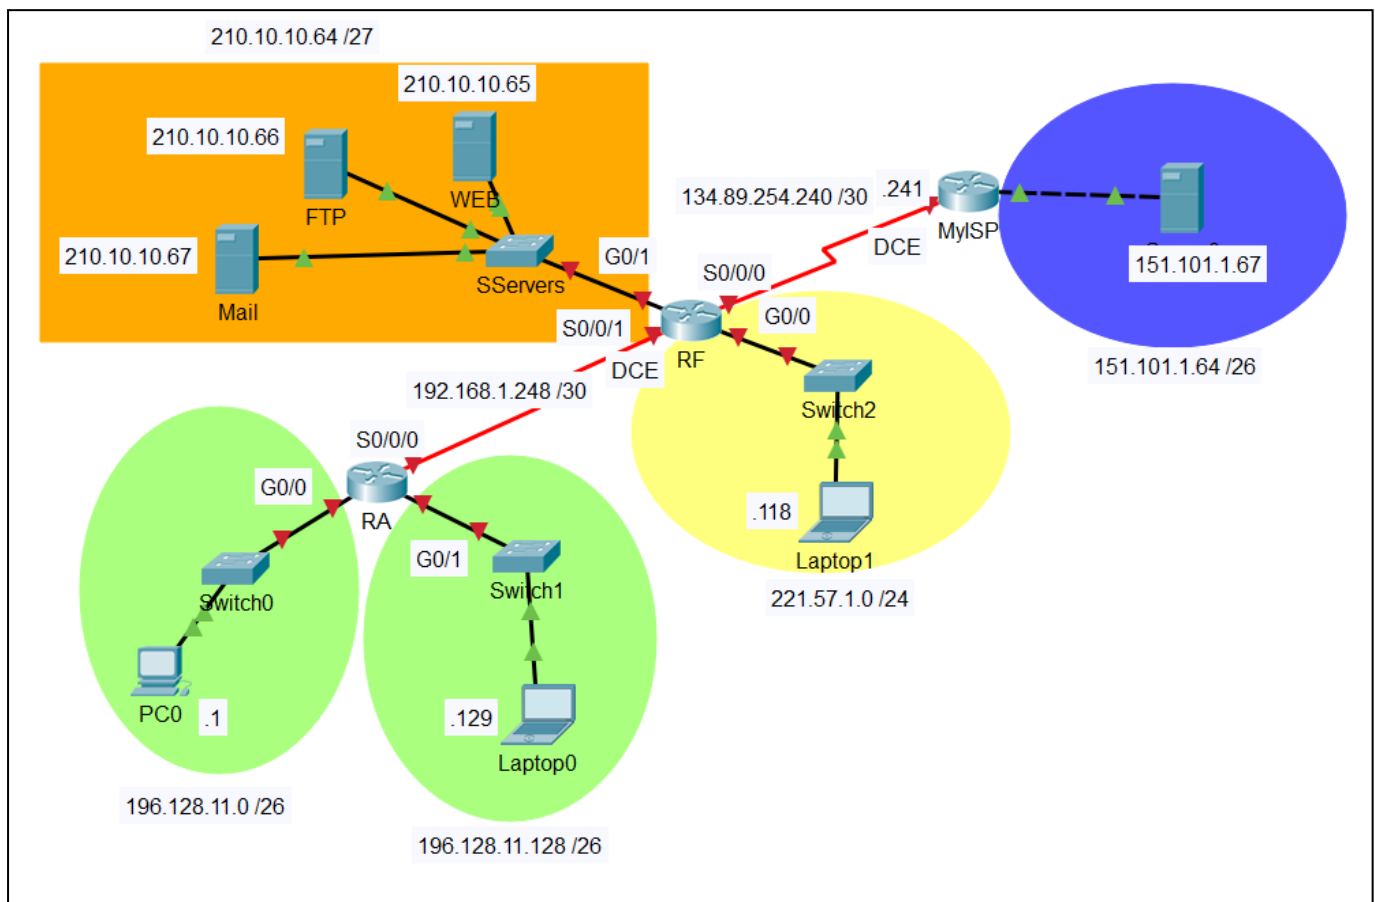 210.10.10.64 /27
210.10.10.65
210.10.10.66
WEB
FTP
210.10.10.67
Mail
SServers
G0/1
134.89.254.240 /30
.241
MyISP
DCE
151.101.1.67
151.101.1.64 /26
S0/0/0
G0/0
S0/0/1
RF
DCE
192.168.1.248 /30
Switch2
.118
Laptop1
221.57.1.0 /24
S0/0/0
G0/0
RA
G0/1
Switch0
Switch1
PC0
.1
.129
Laptop0
196.128.11.0 /26
196.128.11.128 /26